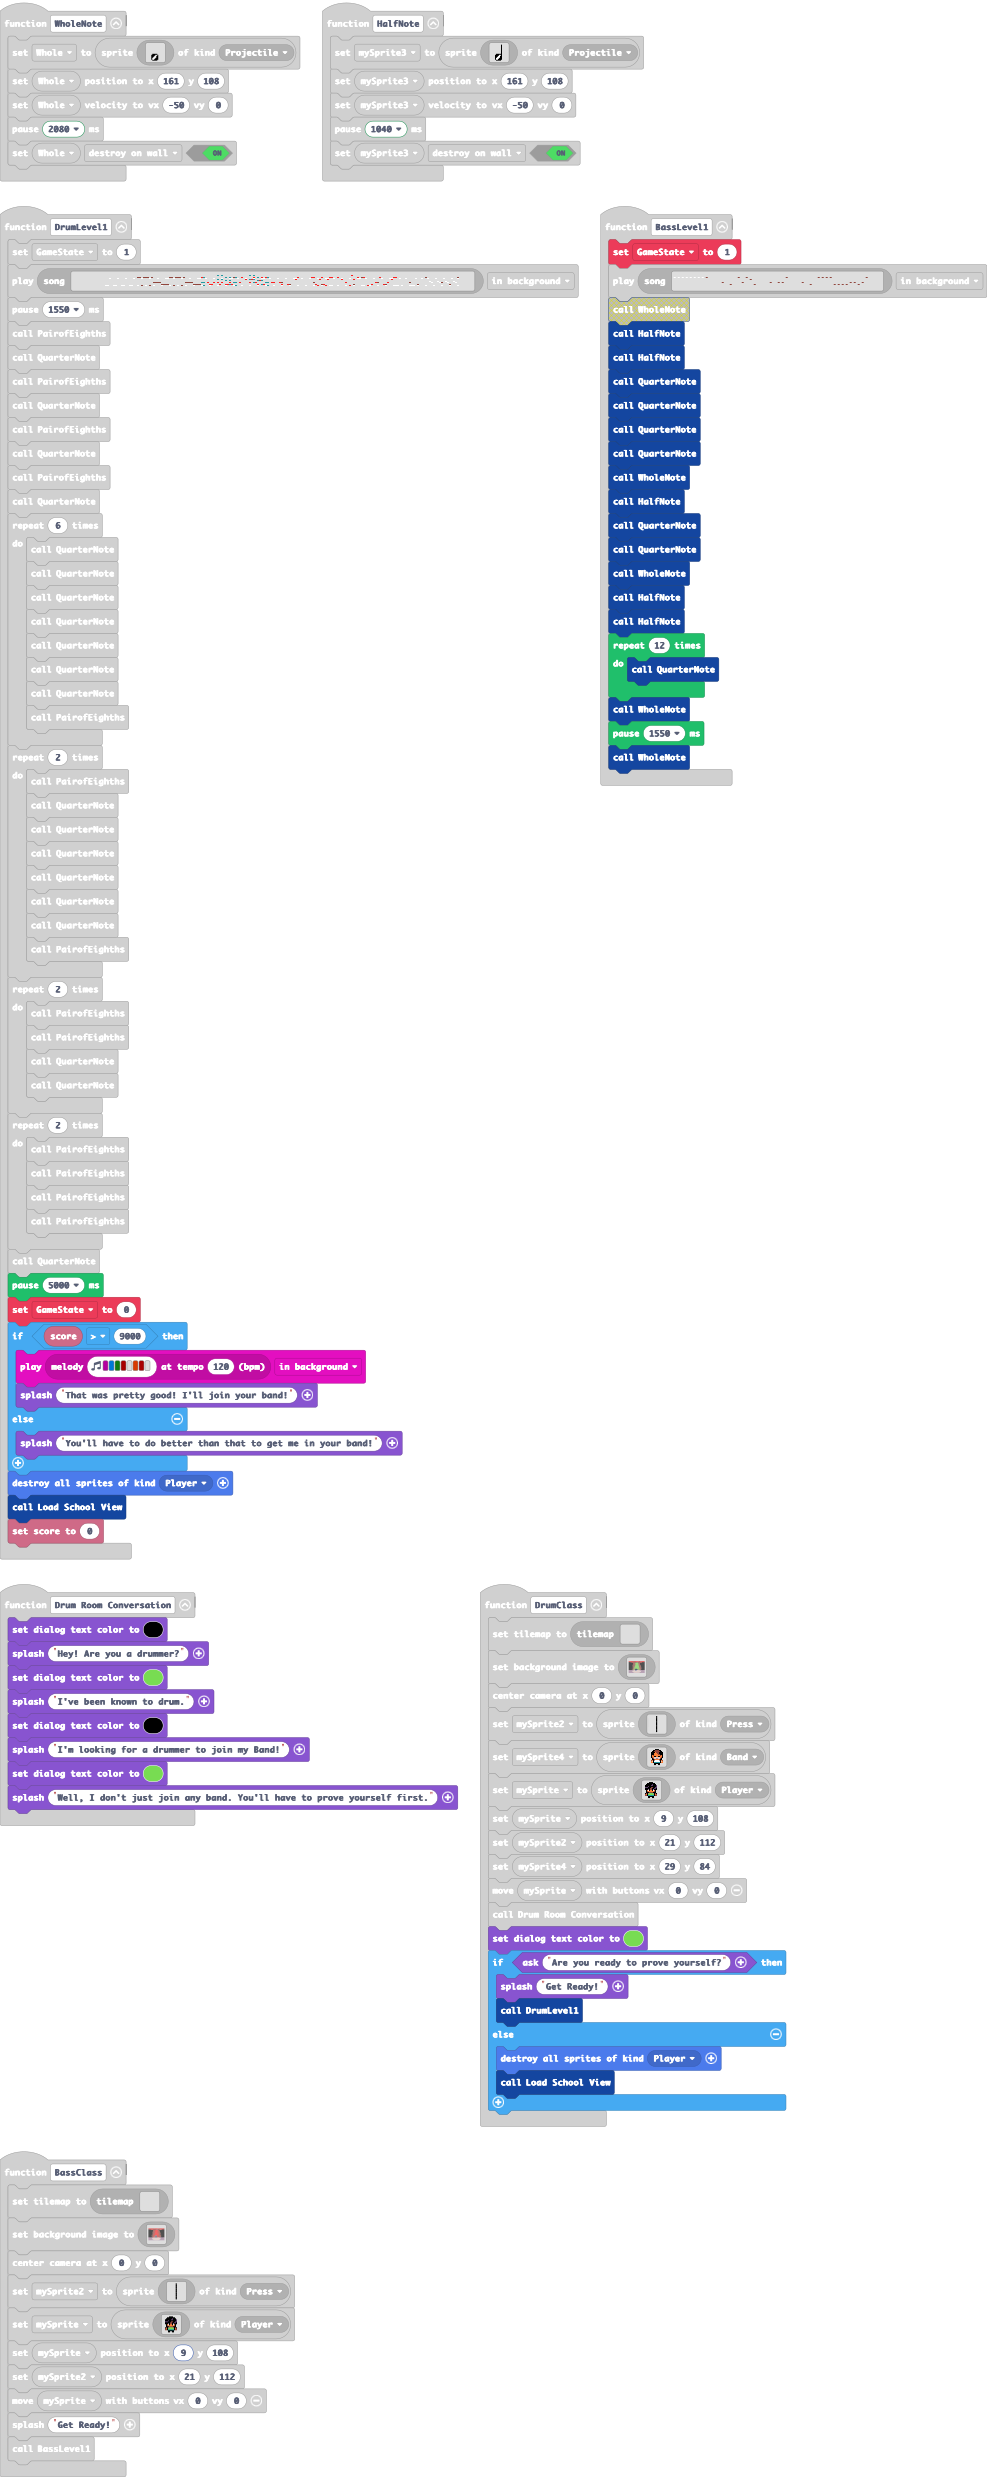 function WholeNote
set Whole to sprite of kind Projectile
set Whole position to x 161 y 108
set Whole velocity to vx -50 vy 0
pause 2080 ms
set Whole destroy on wall ON
function HalfNote
set mySprite3 to sprite of kind Projectile
set mySprite3 position to x 161 y 108
set mySprite3 velocity to vx -50 vy 0
pause 1040 ms
set mySprite3 destroy on wall ON
function DrumLevel1
set GameState to 1
play song in background
pause 1550 ms
call PairofEighths
call QuarterNote
call PairofEighths
call QuarterNote
call PairofEighths
call QuarterNote
call PairofEighths
call QuarterNote
repeat 6 times
do call QuarterNote
call QuarterNote
call QuarterNote
call QuarterNote
call QuarterNote
call QuarterNote
call QuarterNote
call PairofEighths
repeat 2 times
do call PairofEighths
call QuarterNote
call QuarterNote
call QuarterNote
call QuarterNote
call QuarterNote
call QuarterNote
call PairofEighths
repeat 2 times
do call PairofEighths
call PairofEighths
call QuarterNote
call QuarterNote
repeat 2 times
do call PairofEighths
call PairofEighths
call PairofEighths
call PairofEighths
call QuarterNote
pause 5000 ms
set GameState to 0
if score > 9000 then
play melody at tempo 120 (bpm) in background
splash "That was pretty good! I'll join your band!"
else
splash "You'll have to do better than that to get me in your band!"
destroy all sprites of kind Player
call Load School View
set score to 0
function BassLevel1
set GameState to 1
play song in background
call WholeNote
call HalfNote
call HalfNote
call QuarterNote
call QuarterNote
call QuarterNote
call QuarterNote
call WholeNote
call HalfNote
call QuarterNote
call QuarterNote
call WholeNote
call HalfNote
call HalfNote
repeat 12 times
do call QuarterNote
call WholeNote
pause 1550 ms
call WholeNote
function Drum Room Conversation
set dialog text color to
splash "Hey! Are you a drummer?"
set dialog text color to
splash "I've been known to drum."
set dialog text color to
splash "I'm looking for a drummer to join my Band!"
set dialog text color to
splash "Well, I don't just join any band. You'll have to prove yourself first."
function DrumClass
set tilemap to tilemap
set background image to
center camera at x 0 y 0
set mySprite2 to sprite of kind Press
set mySprite4 to sprite of kind Band
set mySprite to sprite of kind Player
set mySprite position to x 9 y 108
set mySprite2 position to x 21 y 112
set mySprite4 position to x 29 y 84
move mySprite with buttons vx 0 vy 0
call Drum Room Conversation
set dialog text color to
if ask "Are you ready to prove yourself?" then
splash "Get Ready!"
call DrumLevel1
else
destroy all sprites of kind Player
call Load School View
function BassClass
set tilemap to tilemap
set background image to
center camera at x 0 y 0
set mySprite2 to sprite of kind Press
set mySprite to sprite of kind Player
set mySprite position to x 9 y 108
set mySprite2 position to x 21 y 112
move mySprite with buttons vx 0 vy 0
splash "Get Ready!"
call BassLevel1